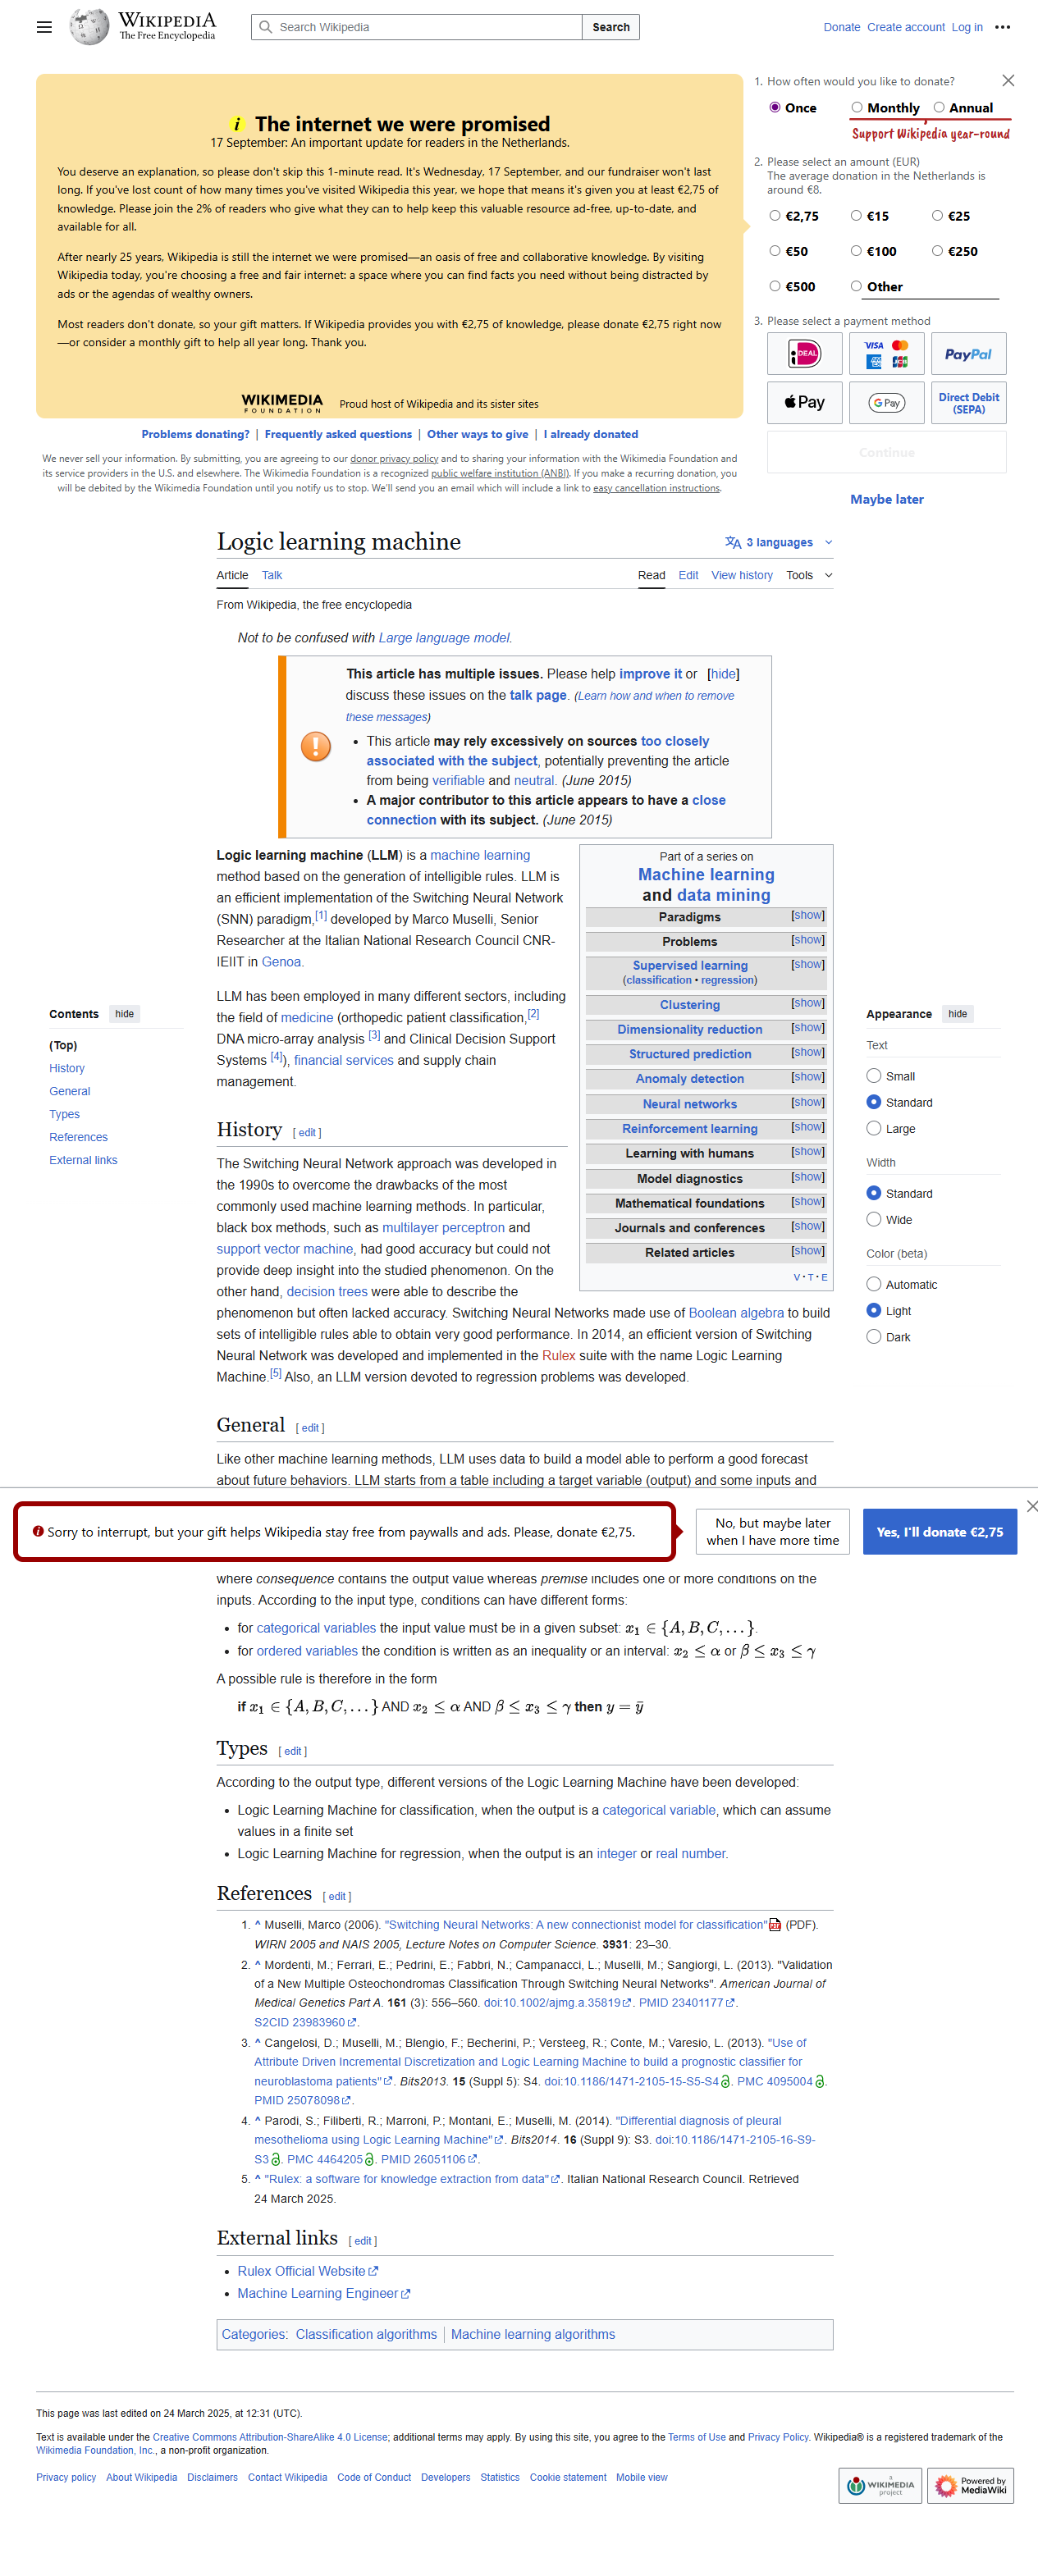 WIKIPEDIA
The Free Encyclopedia
Search Wikipedia
Search
Donate Create account Log in
The internet we were promised
17 September: An important update for readers in the Netherlands.
You deserve an explanation, so please don't skip this 1-minute read. It's Wednesday, 17 September, and our fundraiser won't last
long. If you've lost count of how many times you've visited Wikipedia this year, we hope that means it's given you at least €2,75 of
knowledge. Please join the 2% of readers who give what they can to help keep this valuable resource ad-free, up-to-date, and
available for all.
After nearly 25 years, Wikipedia is still the internet we were promised—an oasis of free and collaborative knowledge. By visiting
Wikipedia today, you're choosing a free and fair internet: a space where you can find facts you need without being distracted by
ads or the agendas of wealthy owners.
Most readers don't donate, so your gift matters. If Wikipedia provides you with €2,75 of knowledge, please donate €2,75 right now
—or consider a monthly gift to help all year long. Thank you.
WIKIMEDIA
FOUNDATION
Proud host of Wikipedia and its sister sites
Problems donating? | Frequently asked questions | Other ways to give | I already donated
We never sell your information. By submitting, you are agreeing to our donor privacy policy and to sharing your information with the Wikimedia Foundation and
its service providers in the U.S. and elsewhere. The Wikimedia Foundation is a recognized public welfare institution (ANBI). If you make a recurring donation, you
will be debited by the Wikimedia Foundation until you notify us to stop. We'll send you an email which will include a link to easy cancellation instructions.
1. How often would you like to donate?
Once Monthly Annual
Support Wikipedia year-round
2. Please select an amount (EUR)
The average donation in the Netherlands is
around €8.
€2,75 €15 €25
€50 €100 €250
€500 Other
3. Please select a payment method
iDEAL VISA AMEX JCB PayPal
Pay G Pay Direct Debit
(SEPA)
Continue
Maybe later
Logic learning machine
3 languages
Article Talk
Read Edit View history Tools
From Wikipedia, the free encyclopedia
Not to be confused with Large language model.
This article has multiple issues. Please help improve it or [hide]
discuss these issues on the talk page. (Learn how and when to remove
these messages)
• This article may rely excessively on sources too closely
associated with the subject, potentially preventing the article
from being verifiable and neutral. (June 2015)
• A major contributor to this article appears to have a close
connection with its subject. (June 2015)
Logic learning machine (LLM) is a machine learning
method based on the generation of intelligible rules. LLM is
an efficient implementation of the Switching Neural Network
(SNN) paradigm,[1] developed by Marco Muselli, Senior
Researcher at the Italian National Research Council CNR-
IEIIT in Genoa.
LLM has been employed in many different sectors, including
the field of medicine (orthopedic patient classification,[2]
DNA micro-array analysis [3] and Clinical Decision Support
Systems [4]), financial services and supply chain
management.
Part of a series on
Machine learning
and data mining
Paradigms [show]
Problems [show]
Supervised learning [show]
(classification • regression)
Clustering [show]
Dimensionality reduction [show]
Structured prediction [show]
Anomaly detection [show]
Neural networks [show]
Reinforcement learning [show]
Learning with humans [show]
Model diagnostics [show]
Mathematical foundations [show]
Journals and conferences [show]
Related articles [show]
V • T • E
Contents hide
(Top)
History
General
Types
References
External links
Appearance hide
Text
Small
Standard
Large
Width
Standard
Wide
Color (beta)
Automatic
Light
Dark
History [ edit ]
The Switching Neural Network approach was developed in
the 1990s to overcome the drawbacks of the most
commonly used machine learning methods. In particular,
black box methods, such as multilayer perceptron and
support vector machine, had good accuracy but could not
provide deep insight into the studied phenomenon. On the
other hand, decision trees were able to describe the
phenomenon but often lacked accuracy. Switching Neural Networks made use of Boolean algebra to build
sets of intelligible rules able to obtain very good performance. In 2014, an efficient version of Switching
Neural Network was developed and implemented in the Rulex suite with the name Logic Learning
Machine.[5] Also, an LLM version devoted to regression problems was developed.
General [ edit ]
Like other machine learning methods, LLM uses data to build a model able to perform a good forecast
about future behaviors. LLM starts from a table including a target variable (output) and some inputs and
Sorry to interrupt, but your gift helps Wikipedia stay free from paywalls and ads. Please, donate €2,75.
No, but maybe later
when I have more time
Yes, I'll donate €2,75
where consequence contains the output value whereas premise includes one or more conditions on the
inputs. According to the input type, conditions can have different forms:
• for categorical variables the input value must be in a given subset: x₁ ∈ {A, B, C, …}.
• for ordered variables the condition is written as an inequality or an interval: x₂ ≤ α or β ≤ x₃ ≤ γ
A possible rule is therefore in the form
if x₁ ∈ {A, B, C, …} AND x₂ ≤ α AND β ≤ x₃ ≤ γ then y = ȳ
Types [ edit ]
According to the output type, different versions of the Logic Learning Machine have been developed:
• Logic Learning Machine for classification, when the output is a categorical variable, which can assume
values in a finite set
• Logic Learning Machine for regression, when the output is an integer or real number.
References [ edit ]
1. ^ Muselli, Marco (2006). "Switching Neural Networks: A new connectionist model for classification" (PDF).
WIRN 2005 and NAIS 2005, Lecture Notes on Computer Science. 3931: 23–30.
2. ^ Mordenti, M.; Ferrari, E.; Pedrini, E.; Fabbri, N.; Campanacci, L.; Muselli, M.; Sangiorgi, L. (2013). "Validation
of a New Multiple Osteochondromas Classification Through Switching Neural Networks". American Journal of
Medical Genetics Part A. 161 (3): 556–560. doi:10.1002/ajmg.a.35819. PMID 23401177.
S2CID 23983960.
3. ^ Cangelosi, D.; Muselli, M.; Blengio, F.; Becherini, P.; Versteeg, R.; Conte, M.; Varesio, L. (2013). "Use of
Attribute Driven Incremental Discretization and Logic Learning Machine to build a prognostic classifier for
neuroblastoma patients". Bits2013. 15 (Suppl 5): S4. doi:10.1186/1471-2105-15-S5-S4. PMC 4095004.
PMID 25078098.
4. ^ Parodi, S.; Filiberti, R.; Marroni, P.; Montani, E.; Muselli, M. (2014). "Differential diagnosis of pleural
mesothelioma using Logic Learning Machine". Bits2014. 16 (Suppl 9): S3. doi:10.1186/1471-2105-16-S9-
S3. PMC 4464205. PMID 26051106.
5. ^ "Rulex: a software for knowledge extraction from data". Italian National Research Council. Retrieved
24 March 2025.
External links [ edit ]
• Rulex Official Website
• Machine Learning Engineer
Categories: Classification algorithms | Machine learning algorithms
This page was last edited on 24 March 2025, at 12:31 (UTC).
Text is available under the Creative Commons Attribution-ShareAlike 4.0 License; additional terms may apply. By using this site, you agree to the Terms of Use and Privacy Policy. Wikipedia® is a registered trademark of the
Wikimedia Foundation, Inc., a non-profit organization.
Privacy policy About Wikipedia Disclaimers Contact Wikipedia Code of Conduct Developers Statistics Cookie statement Mobile view
A WIKIMEDIA project
Powered by MediaWiki